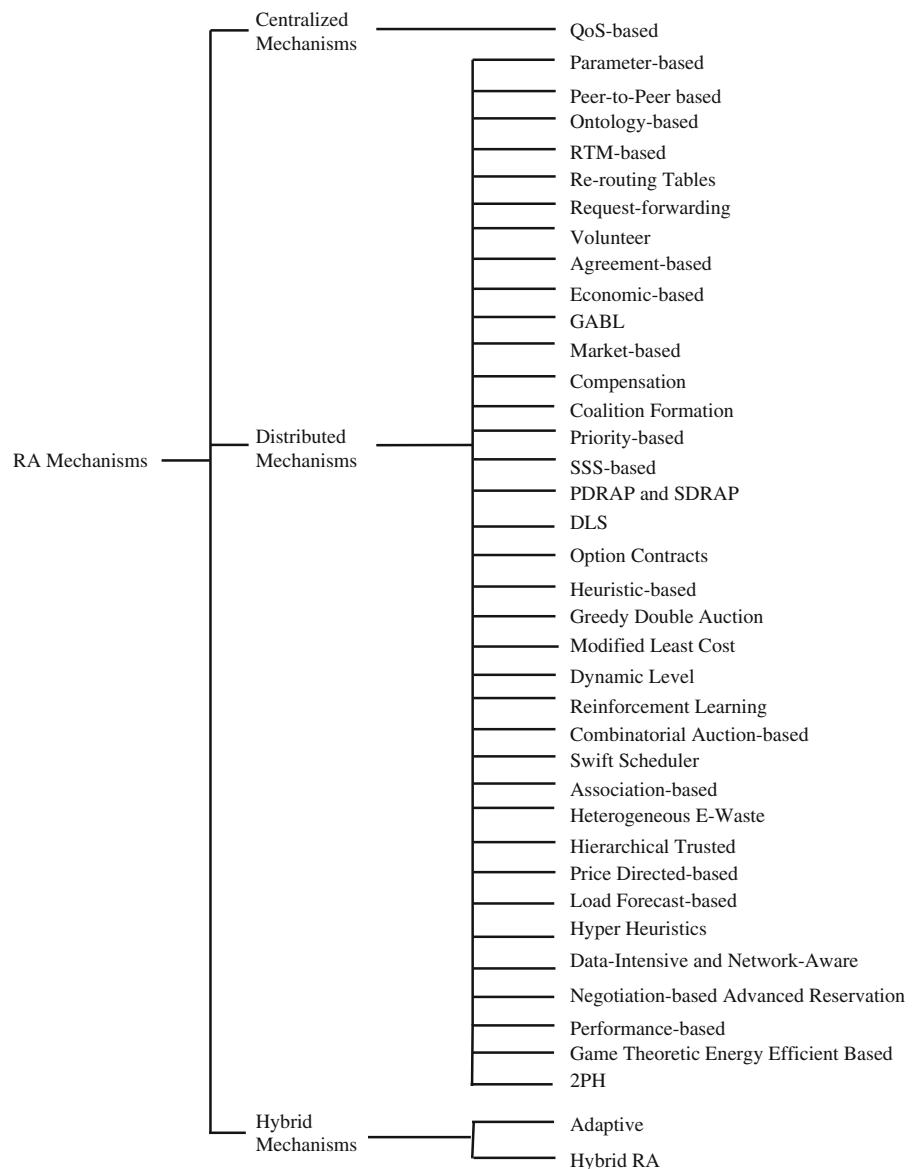 Centralized
Mechanisms
QoS-based
Parameter-based
Peer-to-Peer based
Ontology-based
RTM-based
Re-routing Tables
Request-forwarding
Volunteer
Agreement-based
Economic-based
GABL
Market-based
Compensation
Coalition Formation
Distributed
Mechanisms
Priority-based
RA Mechanisms
SSS-based
PDRAP and SDRAP
DLS
Option Contracts
Heuristic-based
Greedy Double Auction
Modified Least Cost
Dynamic Level
Reinforcement Learning
Combinatorial Auction-based
Swift Scheduler
Association-based
Heterogeneous E-Waste
Hierarchical Trusted
Price Directed-based
Load Forecast-based
Hyper Heuristics
Data-Intensive and Network-Aware
Negotiation-based Advanced Reservation
Performance-based
Game Theoretic Energy Efficient Based
2PH
Hybrid
Mechanisms
Adaptive
Hybrid RA